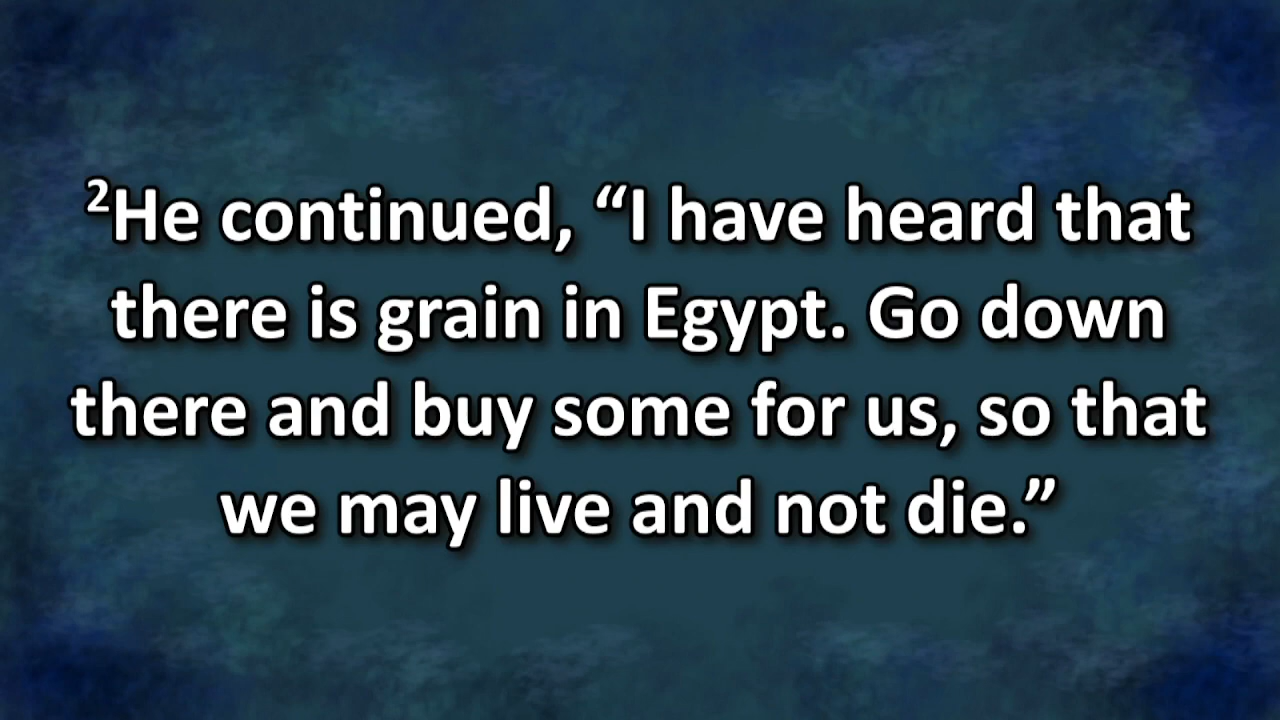 ²He continued, “I have heard that
there is grain in Egypt. Go down
there and buy some for us, so that
we may live and not die.”